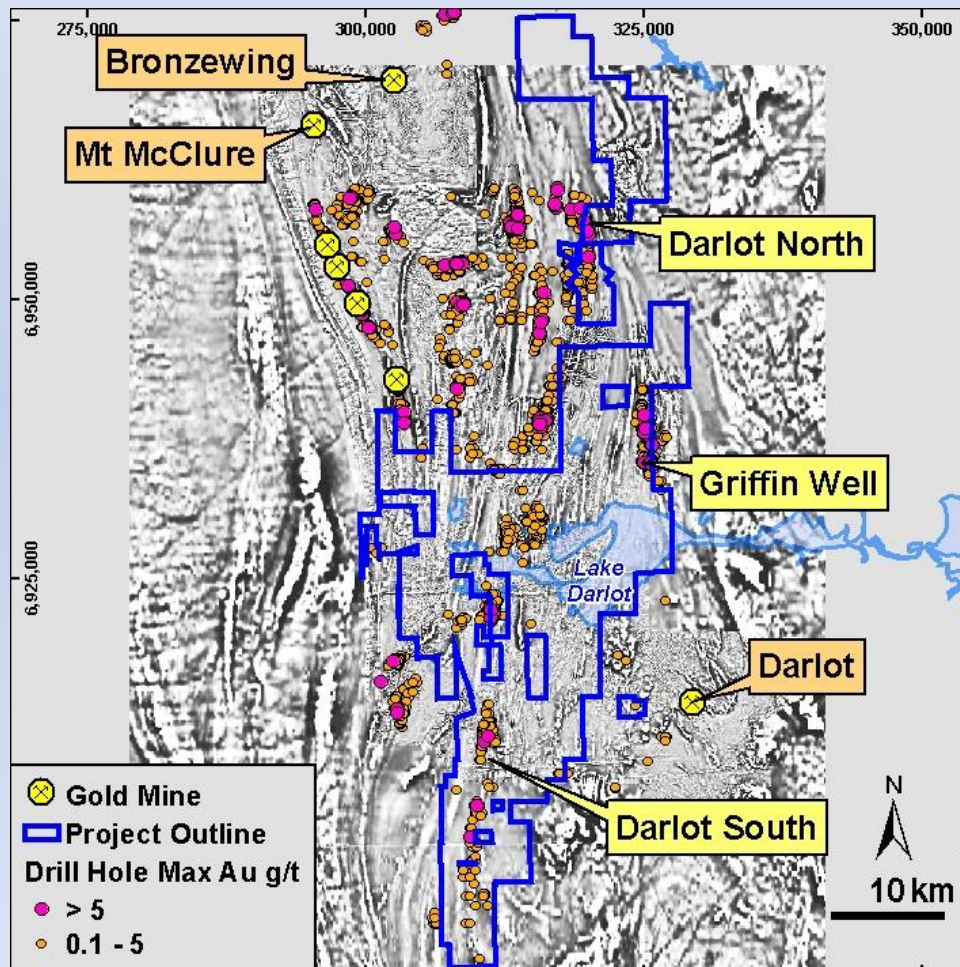 275,000
300,000
325,000
350,000
Bronzewing
Mt McClure
Darlot North
6,950,000
Griffin Well
6,925,000
Lake
Darlot
Darlot
Darlot South
Gold Mine
Project Outline
Drill Hole Max Au g/t
> 5
0.1 - 5
N
10 km